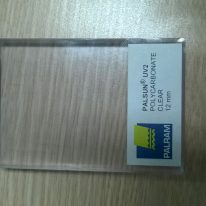 PALSUN® UV2
POLYCARBONATE
CLEAR
12 mm
PALRAM